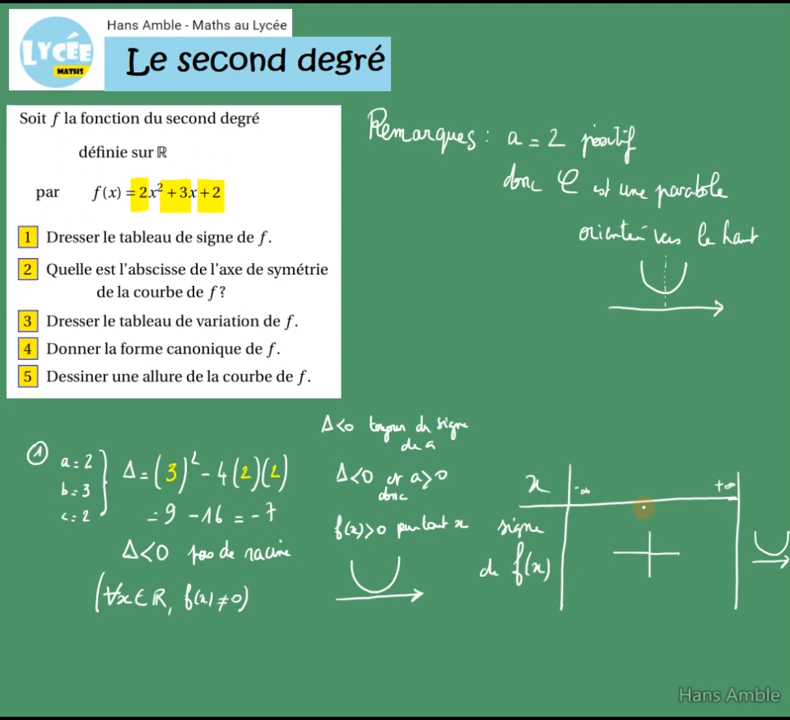 Hans Amble - Maths au Lycée
LYCÉE
MATHS
Le second degré
Soit f la fonction du second degré
définie sur ℝ
par f(x) = 2x² + 3x + 2
1 Dresser le tableau de signe de f.
2 Quelle est l'abscisse de l'axe de symétrie
de la courbe de f ?
3 Dresser le tableau de variation de f.
4 Donner la forme canonique de f.
5 Dessiner une allure de la courbe de f.
Remarques : a = 2 positif
donc 𝒞 est une parabole
orientée vers le haut
① a = 2
b = 3
c = 2
Δ = (3)² - 4(2)(2)
= 9 - 16 = -7
Δ<0 pas de racine
(∀x∈ℝ, f(x) ≠ 0)
Δ<0 toujours du signe
de a
Δ<0 et a>0
donc
f(x)>0 pour tout x
x -∞ +∞
signe
de f(x) +
Hans Amble